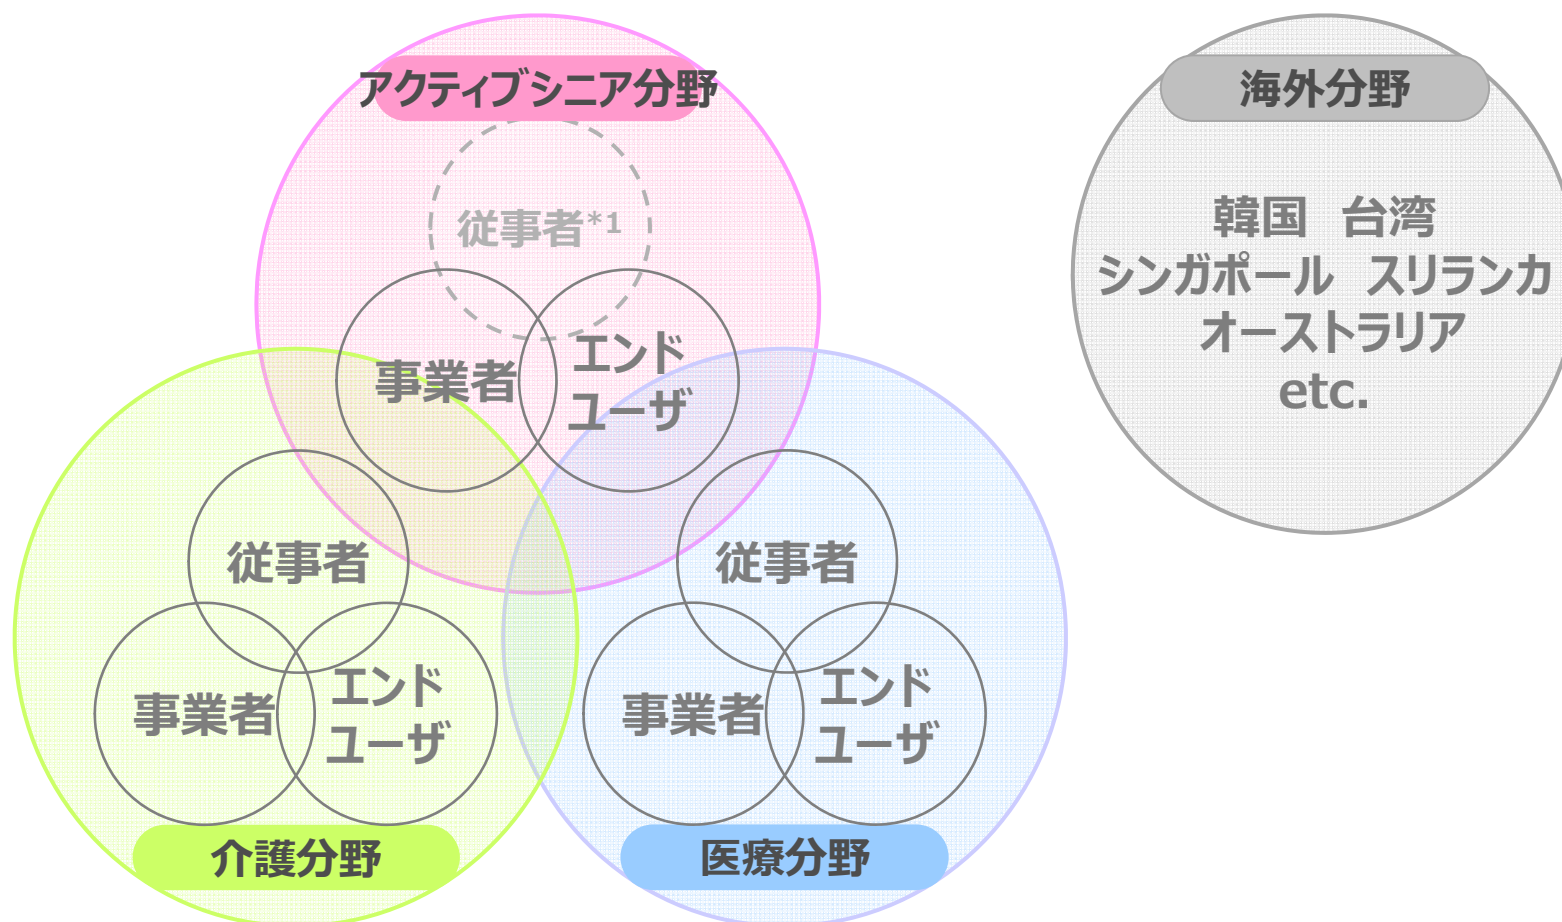 アクティブシニア分野
従事者*1
事業者
エンド
ユーザ
従事者
事業者
エンド
ユーザ
介護分野
従事者
事業者
エンド
ユーザ
医療分野
海外分野
韓国　台湾
シンガポール　スリランカ
オーストラリア
etc.